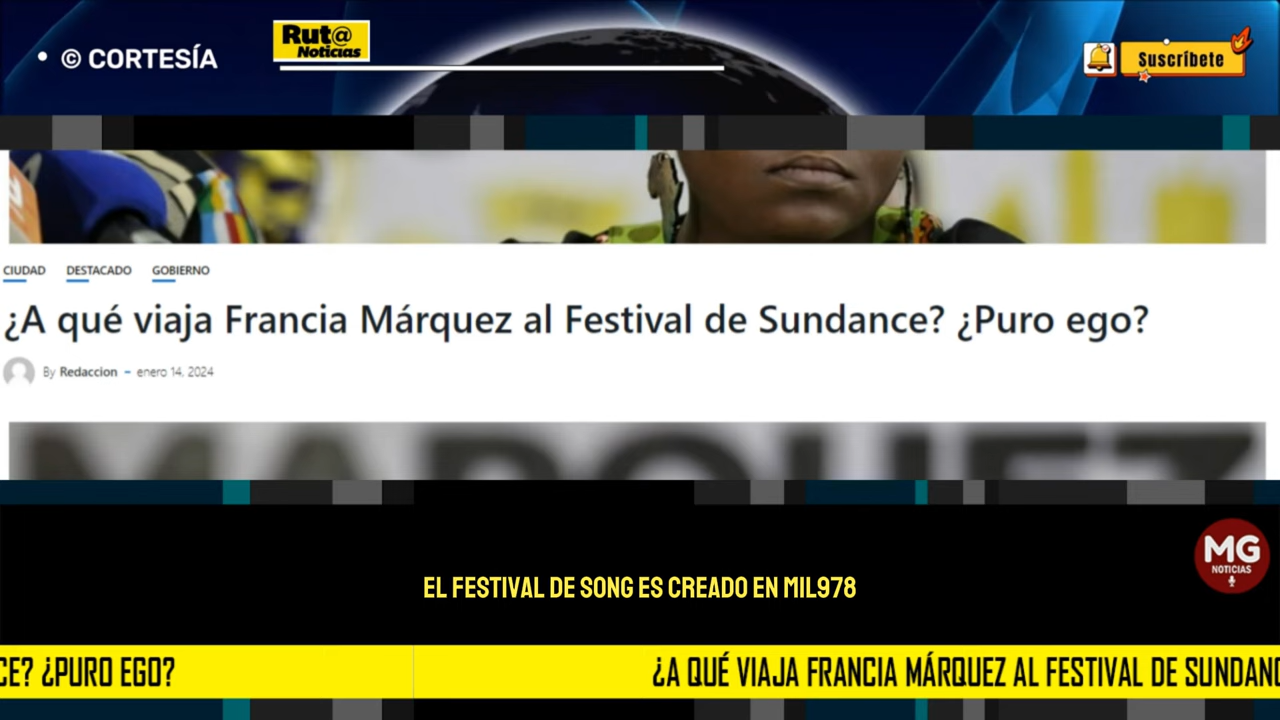 • © CORTESÍA
Rut@
Noticias
Suscríbete
CIUDAD DESTACADO GOBIERNO
¿A qué viaja Francia Márquez al Festival de Sundance? ¿Puro ego?
By Redaccion – enero 14, 2024
MARQUEZ
MG
NOTICIAS
EL FESTIVAL DE SONG ES CREADO EN MIL978
CE? ¿PURO EGO? ¿A QUÉ VIAJA FRANCIA MÁRQUEZ AL FESTIVAL DE SUNDANC